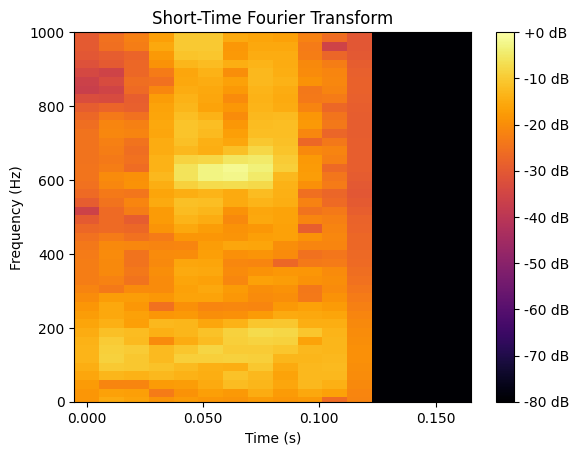 Short-Time Fourier Transform
1000
800
600
400
200
0
Frequency (Hz)
0.000
0.050
0.100
0.150
Time (s)
+0 dB
-10 dB
-20 dB
-30 dB
-40 dB
-50 dB
-60 dB
-70 dB
-80 dB